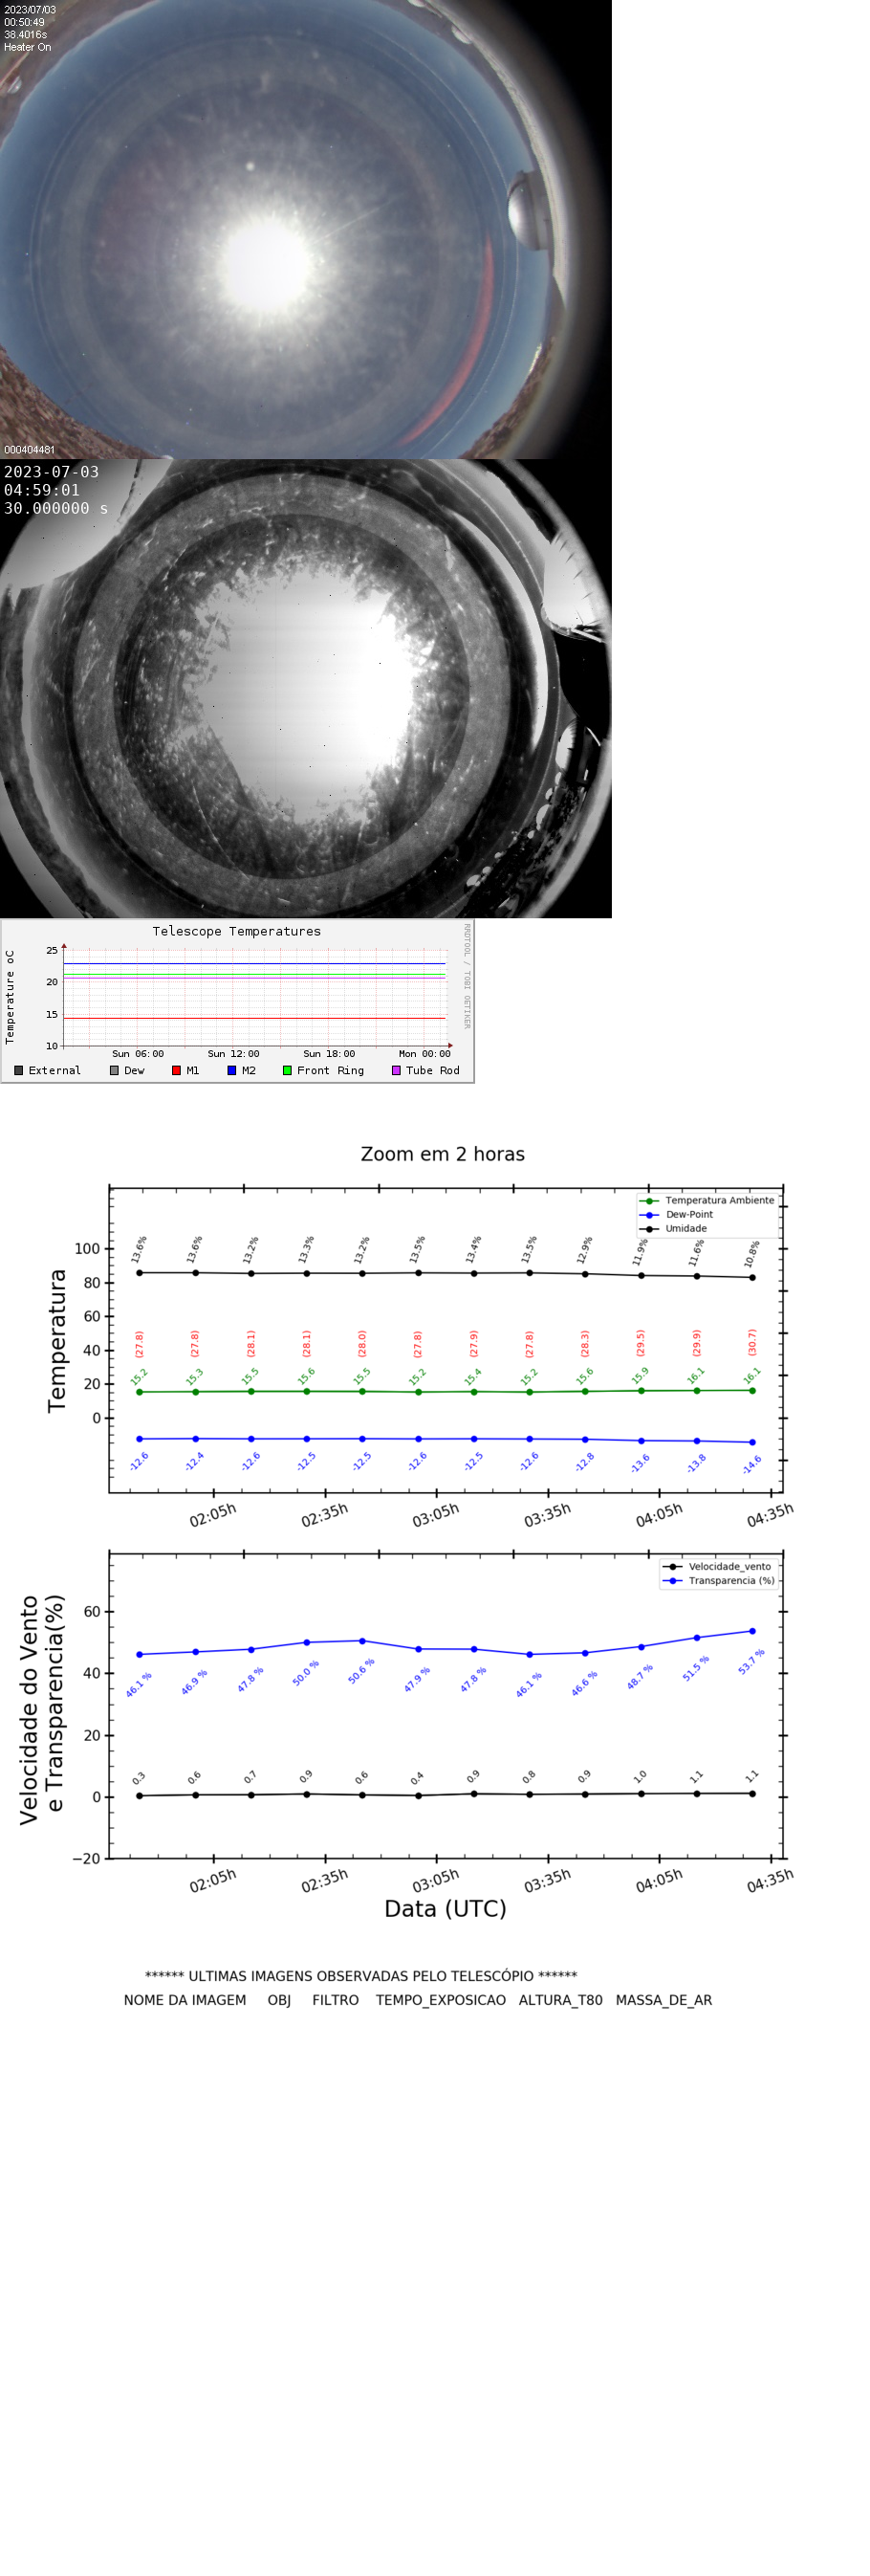 2023/07/03
00:50:49
38.4016s
Heater On
000404481
2023-07-03
04:59:01
30.000000 s
Telescope Temperatures
RRDTOOL / TOBI OETIKER
Temperature oC
25
20
15
10
Sun 06:00 Sun 12:00 Sun 18:00 Mon 00:00
External Dew M1 M2 Front Ring Tube Rod
Zoom em 2 horas
Temperatura Ambiente
Dew-Point
Umidade
Temperatura
100
80
60
40
20
0
13.6% 13.6% 13.2% 13.3% 13.2% 13.5% 13.4% 13.5% 12.9% 11.9% 11.6% 10.8%
(27.8) (27.8) (28.1) (28.1) (28.0) (27.8) (27.9) (27.8) (28.3) (29.5) (29.9) (30.7)
15.2 15.3 15.5 15.6 15.5 15.2 15.4 15.2 15.6 15.9 16.1 16.1
-12.6 -12.4 -12.6 -12.5 -12.5 -12.6 -12.5 -12.6 -12.8 -13.6 -13.8 -14.6
02:05h 02:35h 03:05h 03:35h 04:05h 04:35h
Velocidade_vento
Transparencia (%)
Velocidade do Vento
e Transparencia(%)
60
40
20
0
−20
46.1 % 46.9 % 47.8 % 50.0 % 50.6 % 47.9 % 47.8 % 46.1 % 46.6 % 48.7 % 51.5 % 53.7 %
0.3 0.6 0.7 0.9 0.6 0.4 0.9 0.8 0.9 1.0 1.1 1.1
02:05h 02:35h 03:05h 03:35h 04:05h 04:35h
Data (UTC)
****** ULTIMAS IMAGENS OBSERVADAS PELO TELESCÓPIO ******
NOME DA IMAGEM OBJ FILTRO TEMPO_EXPOSICAO ALTURA_T80 MASSA_DE_AR